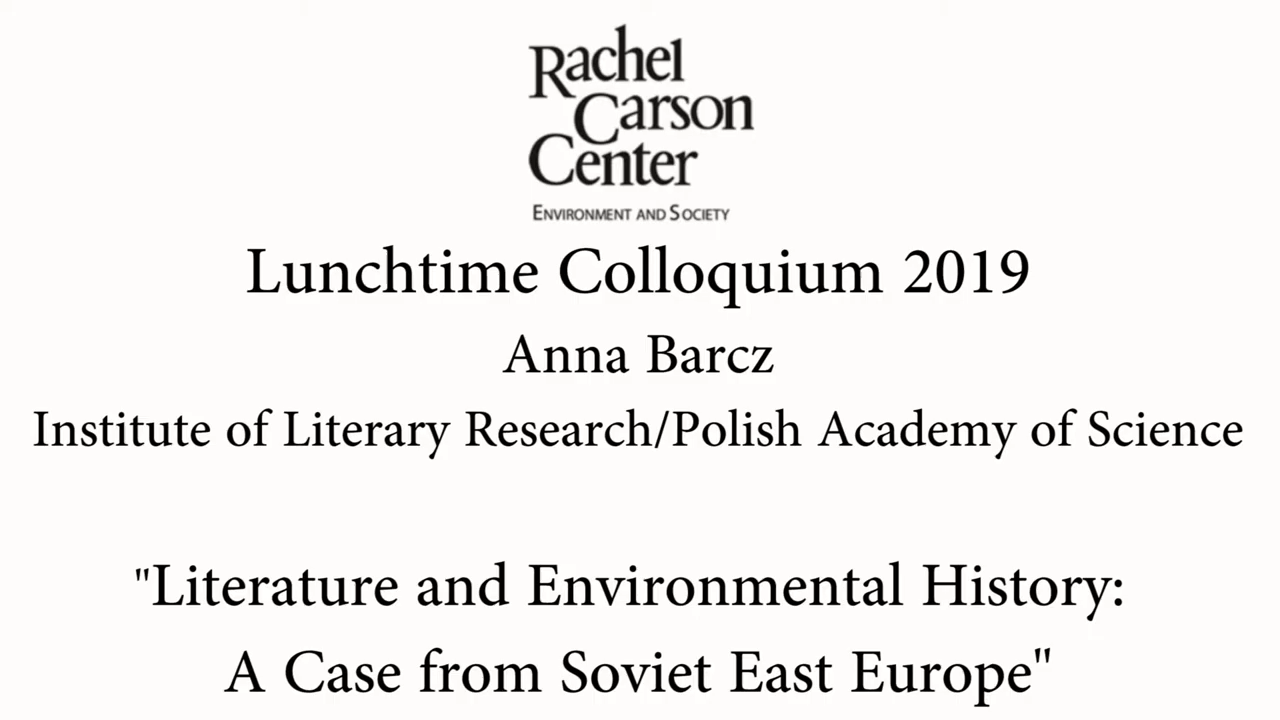 Rachel
Carson
Center
ENVIRONMENT AND SOCIETY
Lunchtime Colloquium 2019
Anna Barcz
Institute of Literary Research/Polish Academy of Science
"Literature and Environmental History:
A Case from Soviet East Europe"